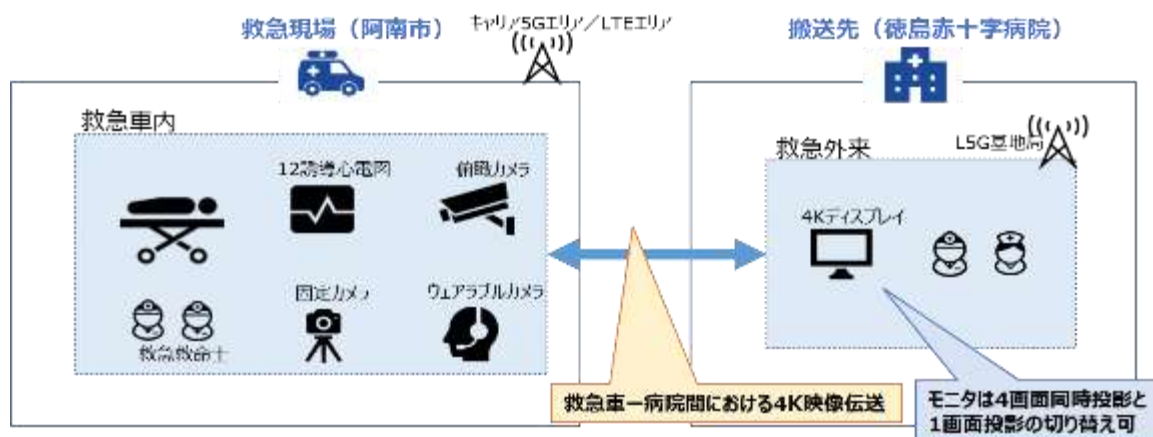 救急現場（阿南市）
キャリア5Gエリア／LTEエリア
搬送先（徳島赤十字病院）
救急車内
12誘導心電図
俯瞰カメラ
固定カメラ
ウェアラブルカメラ
救急救命士
救急車ー病院間における4K映像伝送
L5G基地局
救急外来
4Kディスプレイ
モニタは4画面同時投影と
1画面投影の切り替え可